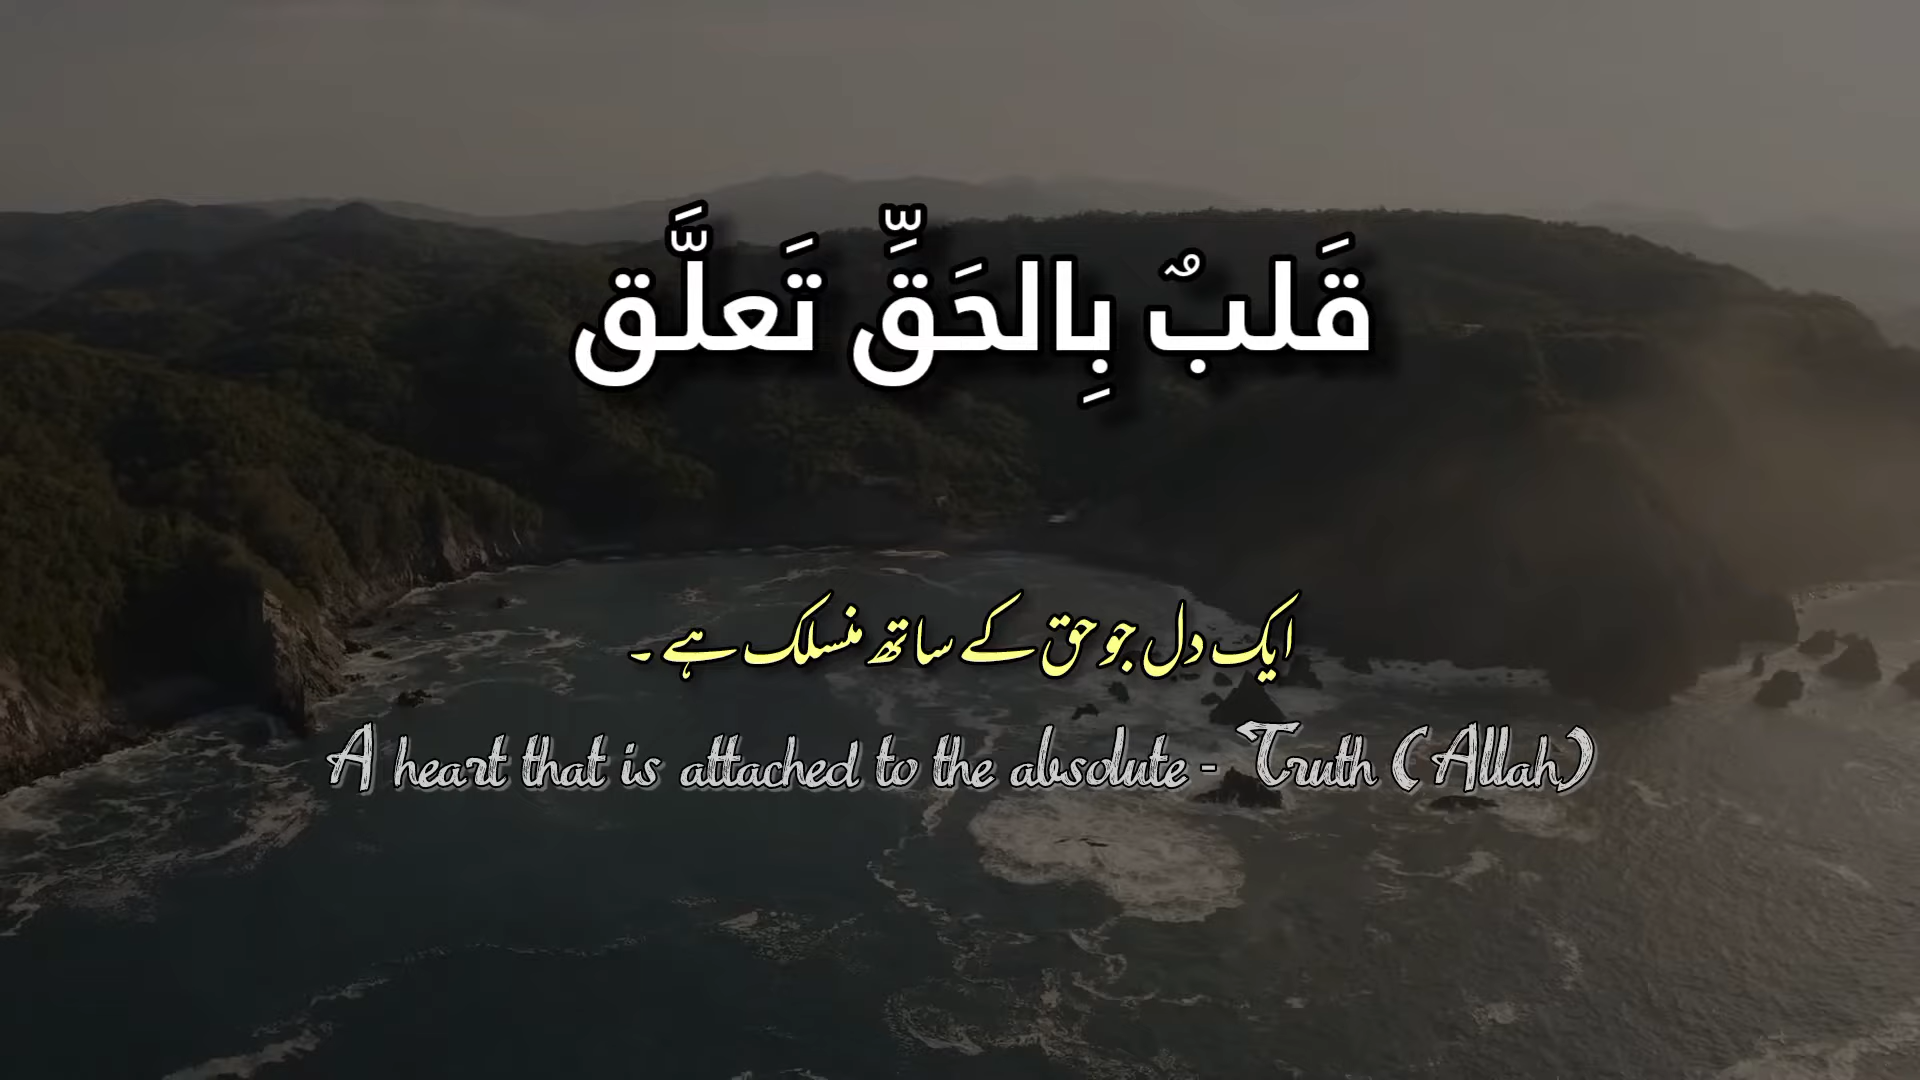 قَلبٌ بِالحَقِّ تَعلَّق
ایک دل جو حق کے ساتھ منسلک ہے ۔
A heart that is attached to the absolute - Truth (Allah)